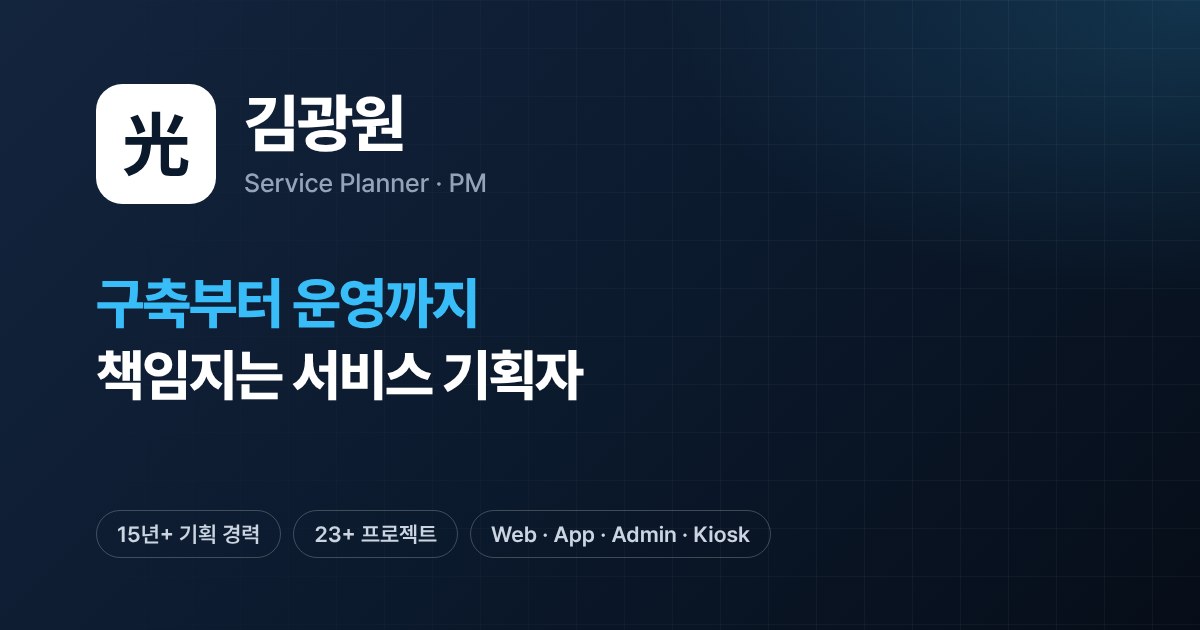 光
김광원
Service Planner · PM
구축부터 운영까지
책임지는 서비스 기획자
15년+ 기획 경력
23+ 프로젝트
Web · App · Admin · Kiosk